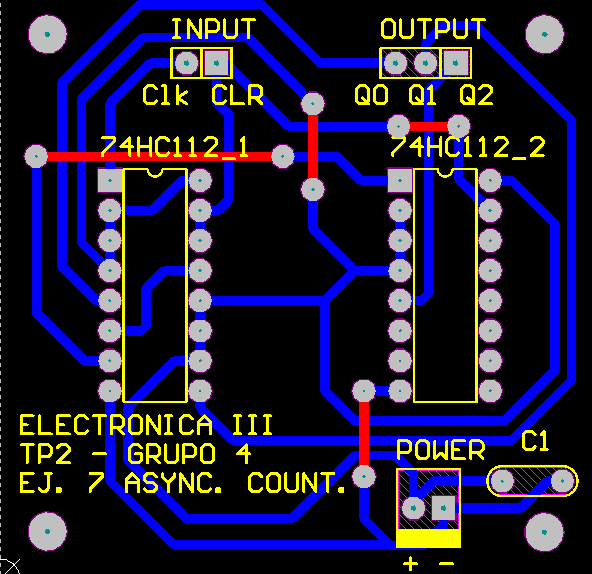 INPUT OUTPUT
Clk CLR Q0 Q1 Q2
74HC112_1 74HC112_2
ELECTRONICA III
TP2 - GRUPO 4
EJ. 7 ASYNC. COUNT.
POWER C1
+ -